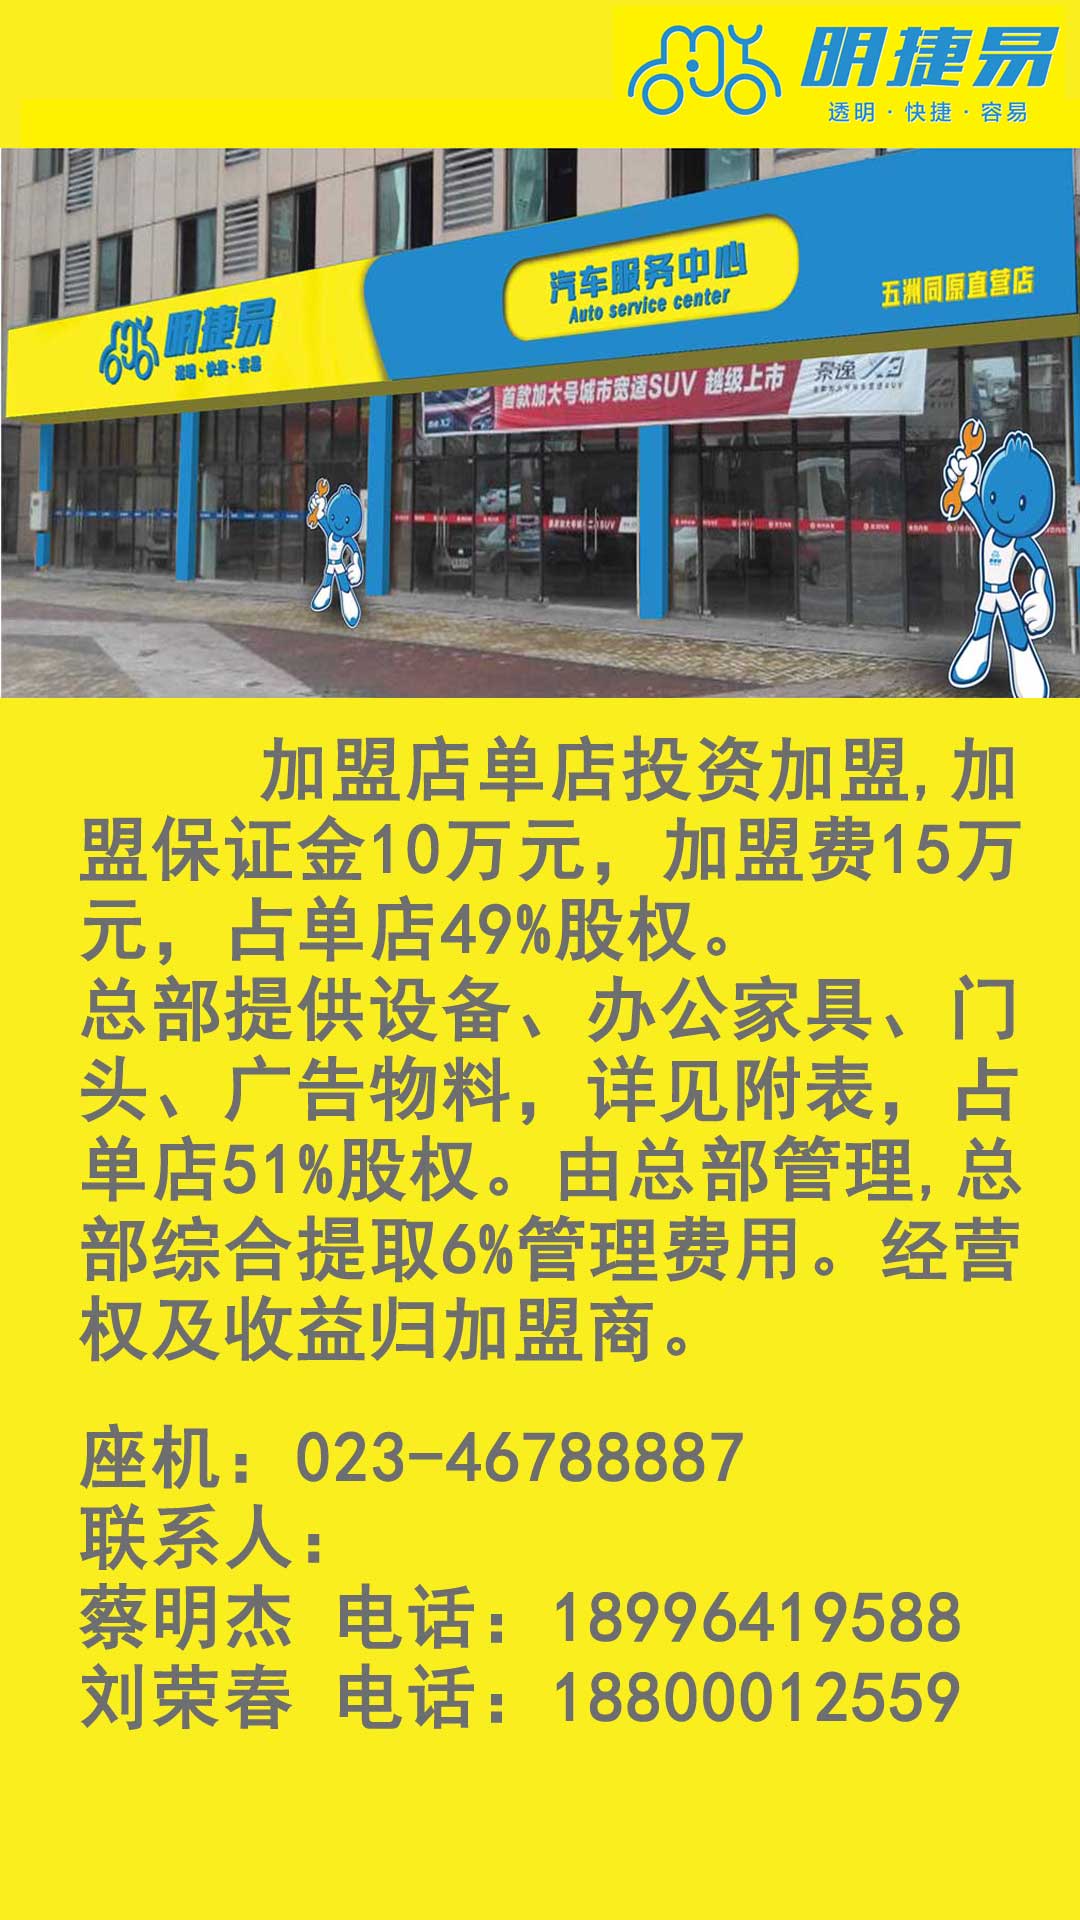 明捷易
透明·快捷·容易
汽车服务中心
Auto service center
五洲同原直营店
明捷易
透明·快捷·容易
首款加大号城市宽适SUV 越级上市
景逸 X3
加盟店单店投资加盟,加
盟保证金10万元，加盟费15万
元，占单店49%股权。
总部提供设备、办公家具、门
头、广告物料，详见附表，占
单店51%股权。由总部管理,总
部综合提取6%管理费用。经营
权及收益归加盟商。
座机：023-46788887
联系人：
蔡明杰 电话：18996419588
刘荣春 电话：18800012559